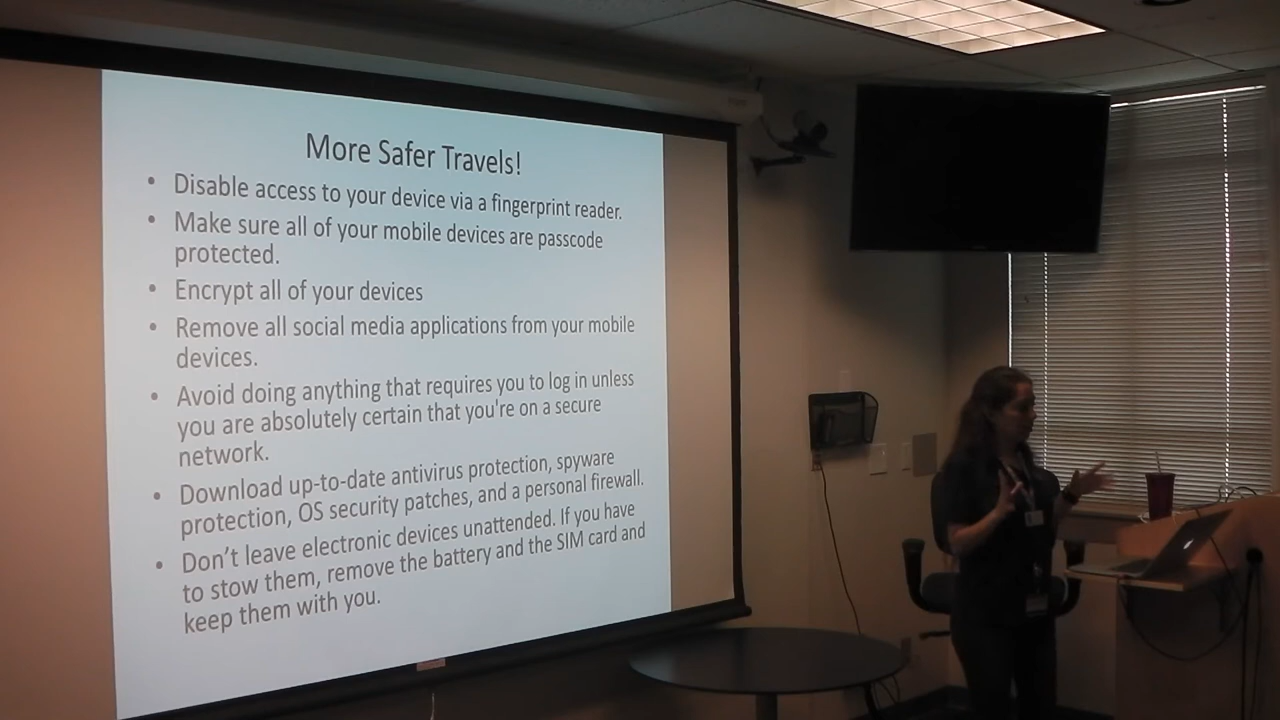 More Safer Travels!
• Disable access to your device via a fingerprint reader.
• Make sure all of your mobile devices are passcode
protected.
• Encrypt all of your devices
• Remove all social media applications from your mobile
devices.
• Avoid doing anything that requires you to log in unless
you are absolutely certain that you're on a secure
network.
• Download up-to-date antivirus protection, spyware
protection, OS security patches, and a personal firewall.
• Don’t leave electronic devices unattended. If you have
to stow them, remove the battery and the SIM card and
keep them with you.